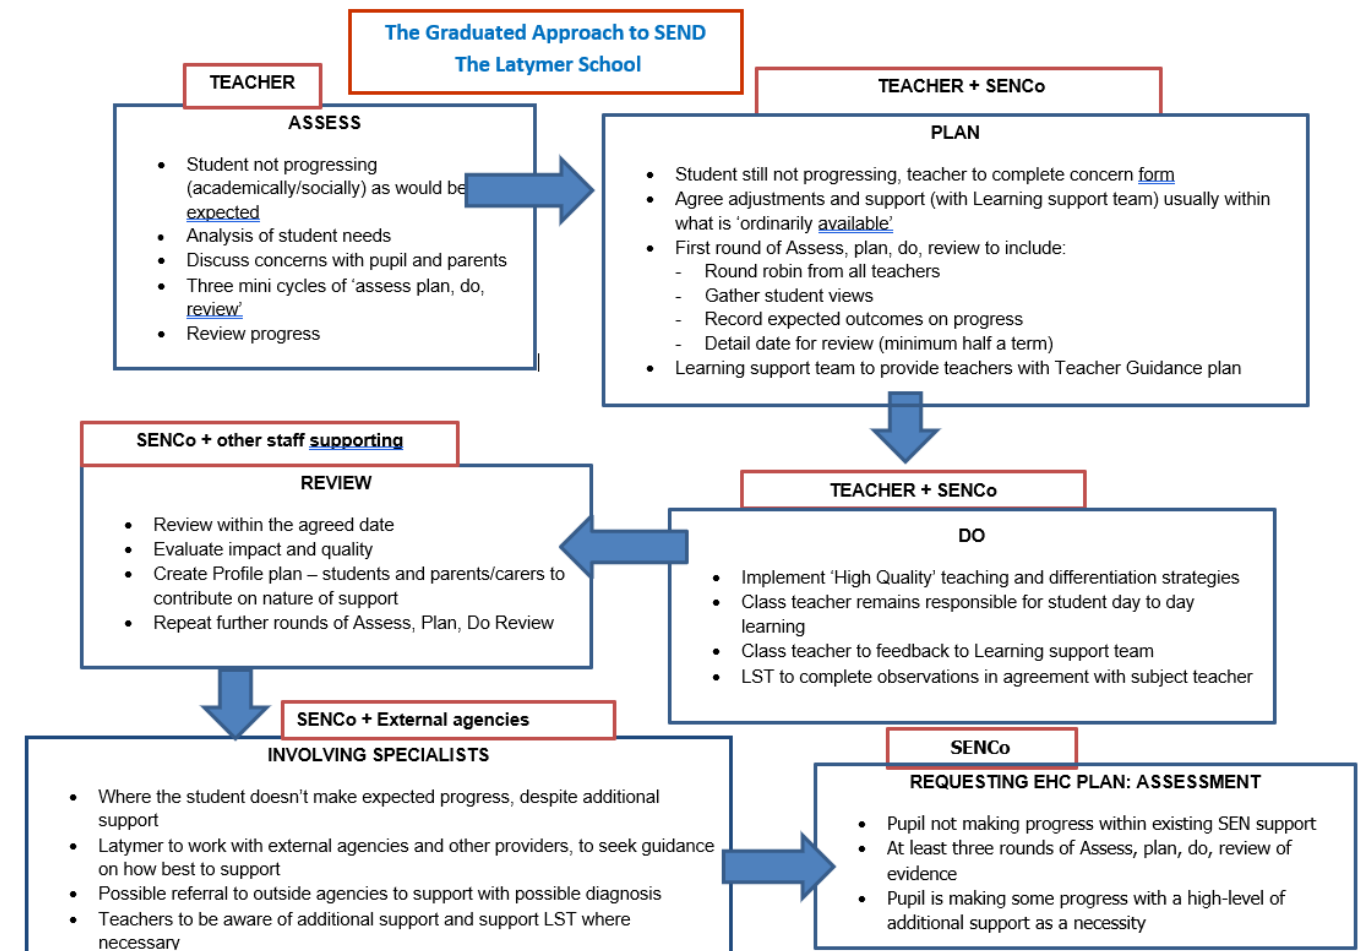 The Graduated Approach to SEND
The Latymer School
TEACHER
ASSESS
• Student not progressing
(academically/socially) as would be
expected
• Analysis of student needs
• Discuss concerns with pupil and parents
• Three mini cycles of ‘assess plan, do,
review’
• Review progress
TEACHER + SENCo
PLAN
• Student still not progressing, teacher to complete concern form
• Agree adjustments and support (with Learning support team) usually within
what is ‘ordinarily available’
• First round of Assess, plan, do, review to include:
- Round robin from all teachers
- Gather student views
- Record expected outcomes on progress
- Detail date for review (minimum half a term)
• Learning support team to provide teachers with Teacher Guidance plan
TEACHER + SENCo
DO
• Implement ‘High Quality’ teaching and differentiation strategies
• Class teacher remains responsible for student day to day
learning
• Class teacher to feedback to Learning support team
• LST to complete observations in agreement with subject teacher
SENCo + other staff supporting
REVIEW
• Review within the agreed date
• Evaluate impact and quality
• Create Profile plan – students and parents/carers to
contribute on nature of support
• Repeat further rounds of Assess, Plan, Do Review
SENCo + External agencies
INVOLVING SPECIALISTS
• Where the student doesn’t make expected progress, despite additional
support
• Latymer to work with external agencies and other providers, to seek guidance
on how best to support
• Possible referral to outside agencies to support with possible diagnosis
• Teachers to be aware of additional support and support LST where
necessary
SENCo
REQUESTING EHC PLAN: ASSESSMENT
• Pupil not making progress within existing SEN support
• At least three rounds of Assess, plan, do, review of
evidence
• Pupil is making some progress with a high-level of
additional support as a necessity